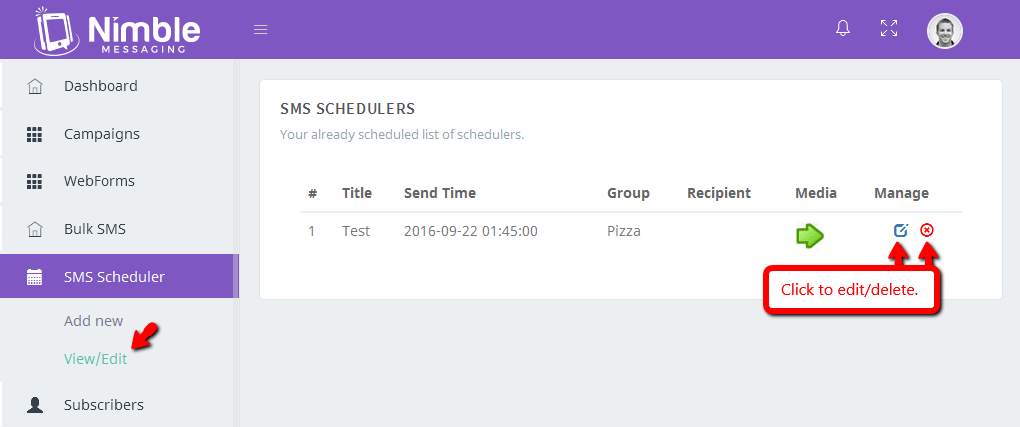 Nimble
MESSAGING
Dashboard
Campaigns
WebForms
Bulk SMS
SMS Scheduler
Add new
View/Edit
Subscribers
SMS SCHEDULERS
Your already scheduled list of schedulers.
# Title Send Time Group Recipient Media Manage
1 Test 2016-09-22 01:45:00 Pizza
Click to edit/delete.